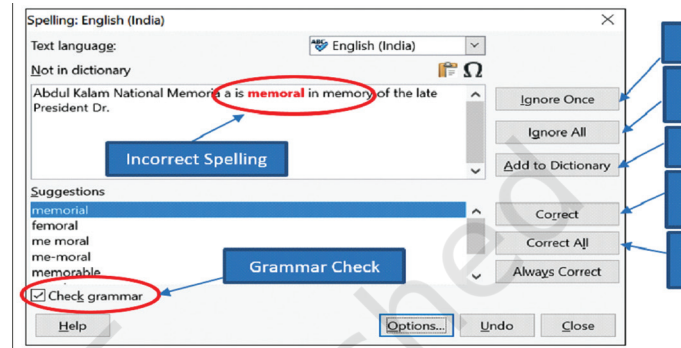 Spelling: English (India)
Text language: English (India)
Not in dictionary
Abdul Kalam National Memoria a is memoral in memory of the late
President Dr.
Ignore Once
Ignore All
Incorrect Spelling
Add to Dictionary
Suggestions
memorial
femoral
me moral
me-moral
memorable
Correct
Correct All
Always Correct
Grammar Check
Check grammar
Help Options... Undo Close